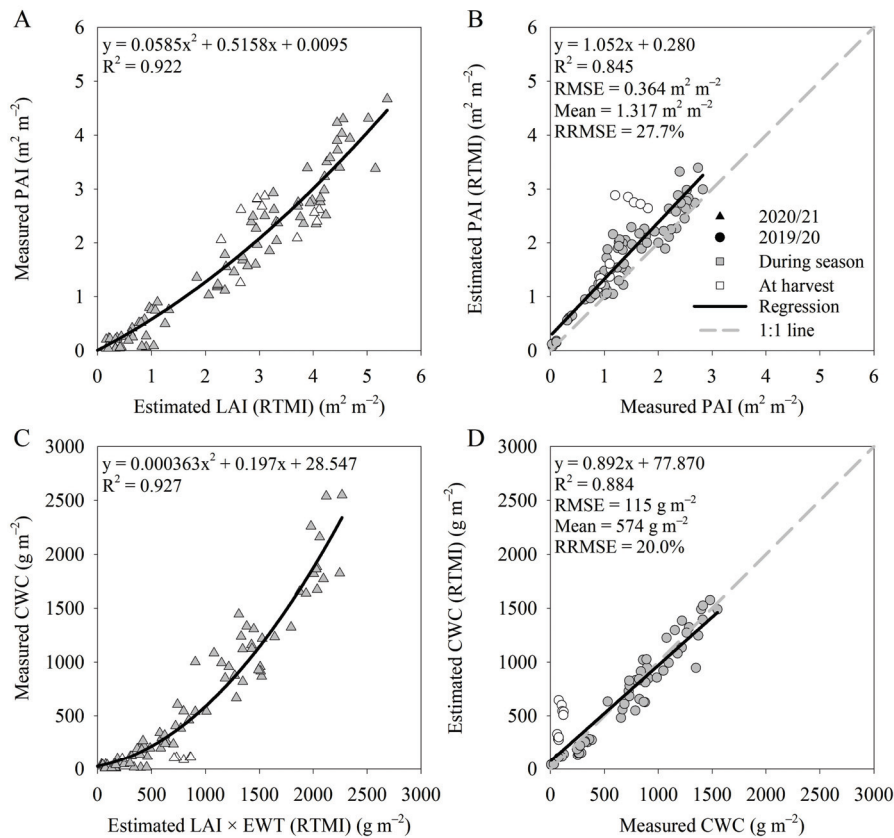 A
y = 0.0585x² + 0.5158x + 0.0095
R² = 0.922
6
5
4
3
2
1
0
Measured PAI (m² m⁻²)
0 1 2 3 4 5 6
Estimated LAI (RTMI) (m² m⁻²)
B
y = 1.052x + 0.280
R² = 0.845
RMSE = 0.364 m² m⁻²
Mean = 1.317 m² m⁻²
RRMSE = 27.7%
6
5
4
3
2
1
0
Estimated PAI (RTMI) (m² m⁻²)
2020/21
2019/20
During season
At harvest
Regression
1:1 line
0 1 2 3 4 5 6
Measured PAI (m² m⁻²)
C
y = 0.000363x² + 0.197x + 28.547
R² = 0.927
3000
2500
2000
1500
1000
500
0
Measured CWC (g m⁻²)
0 500 1000 1500 2000 2500 3000
Estimated LAI × EWT (RTMI) (g m⁻²)
D
y = 0.892x + 77.870
R² = 0.884
RMSE = 115 g m⁻²
Mean = 574 g m⁻²
RRMSE = 20.0%
3000
2500
2000
1500
1000
500
0
Estimated CWC (RTMI) (g m⁻²)
0 500 1000 1500 2000 2500 3000
Measured CWC (g m⁻²)